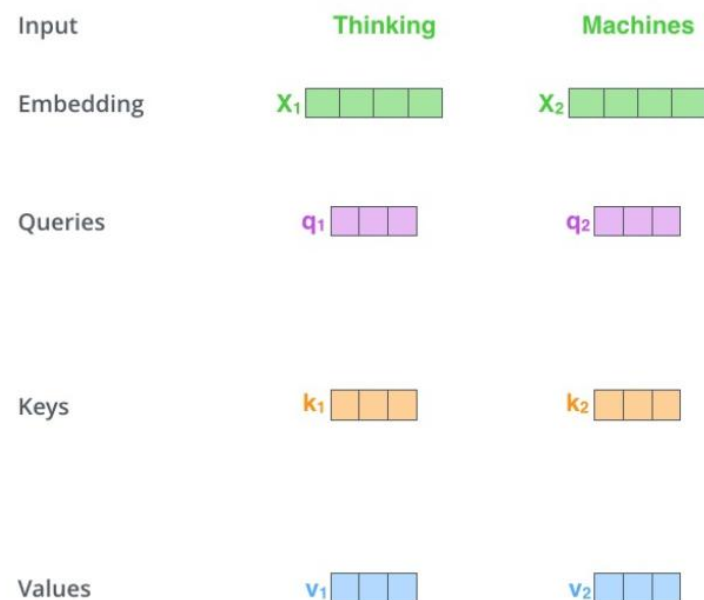 Input Thinking Machines
Embedding X₁ X₂
Queries q₁ q₂
Keys k₁ k₂
Values v₁ v₂